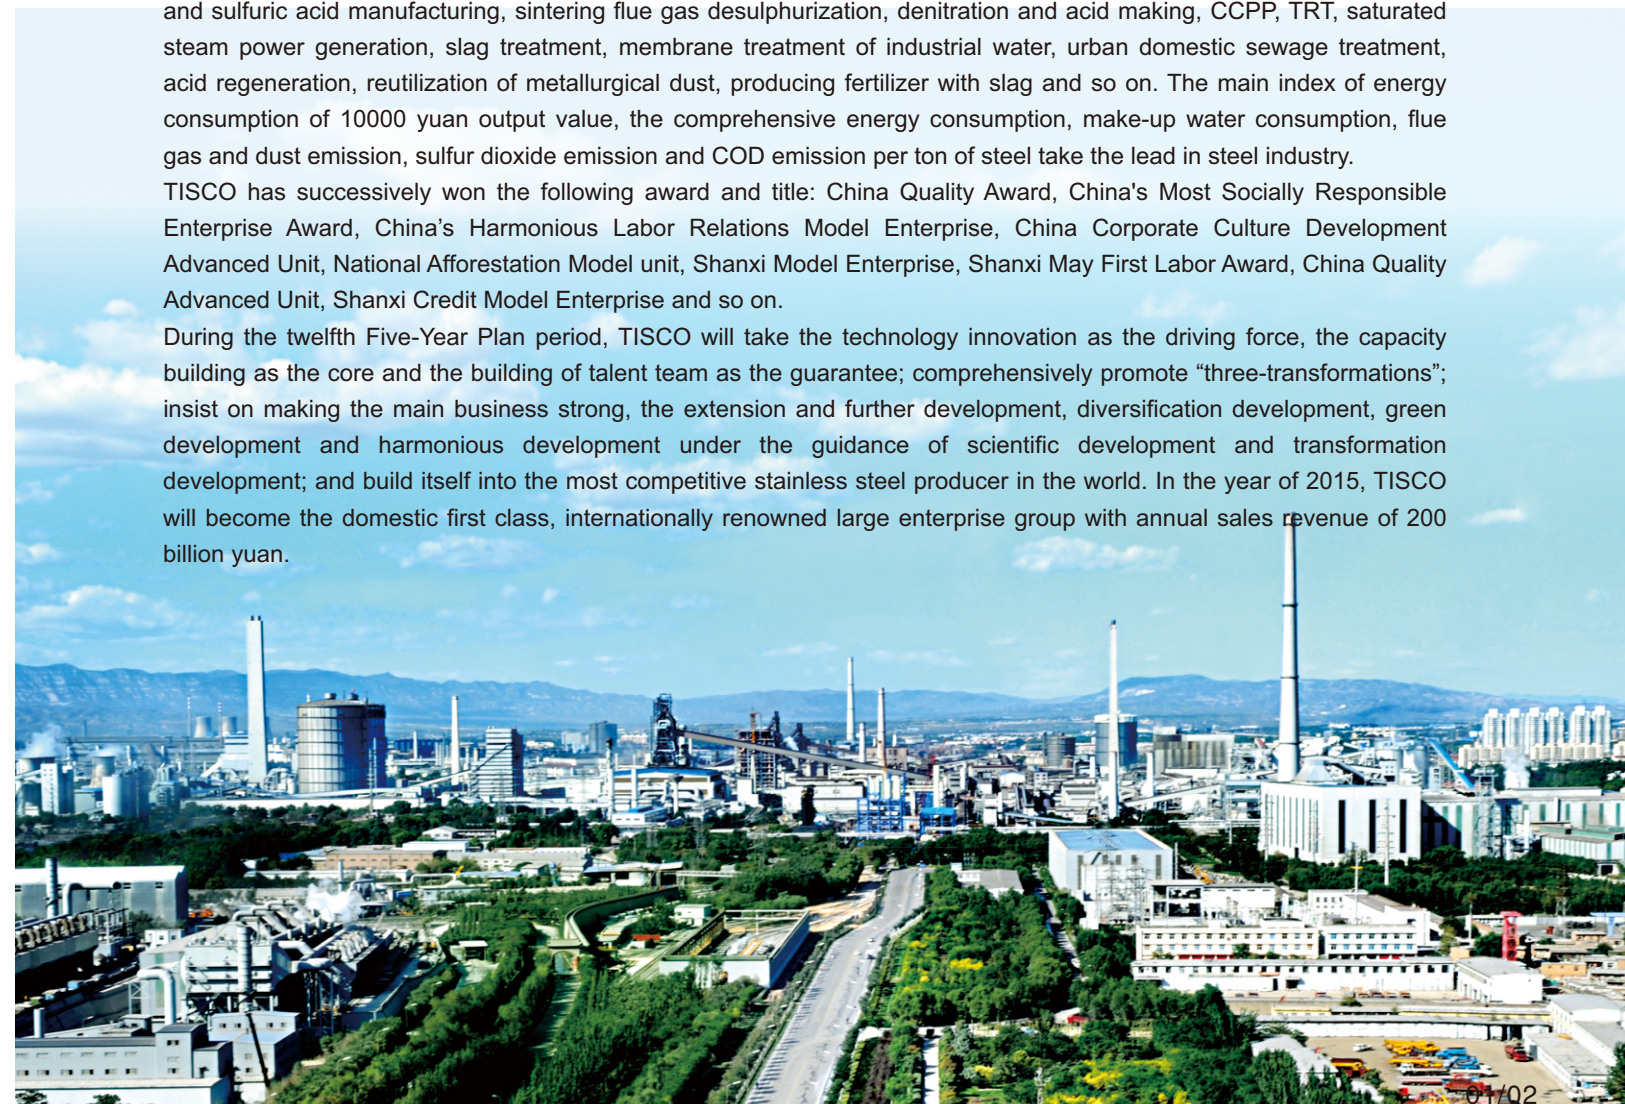 and sulfuric acid manufacturing, sintering flue gas desulphurization, denitration and acid making, CCPP, TRT, saturated
steam power generation, slag treatment, membrane treatment of industrial water, urban domestic sewage treatment,
acid regeneration, reutilization of metallurgical dust, producing fertilizer with slag and so on. The main index of energy
consumption of 10000 yuan output value, the comprehensive energy consumption, make-up water consumption, flue
gas and dust emission, sulfur dioxide emission and COD emission per ton of steel take the lead in steel industry.
TISCO has successively won the following award and title: China Quality Award, China's Most Socially Responsible
Enterprise Award, China’s Harmonious Labor Relations Model Enterprise, China Corporate Culture Development
Advanced Unit, National Afforestation Model unit, Shanxi Model Enterprise, Shanxi May First Labor Award, China Quality
Advanced Unit, Shanxi Credit Model Enterprise and so on.
During the twelfth Five-Year Plan period, TISCO will take the technology innovation as the driving force, the capacity
building as the core and the building of talent team as the guarantee; comprehensively promote “three-transformations”;
insist on making the main business strong, the extension and further development, diversification development, green
development and harmonious development under the guidance of scientific development and transformation
development; and build itself into the most competitive stainless steel producer in the world. In the year of 2015, TISCO
will become the domestic first class, internationally renowned large enterprise group with annual sales revenue of 200
billion yuan.
01/02